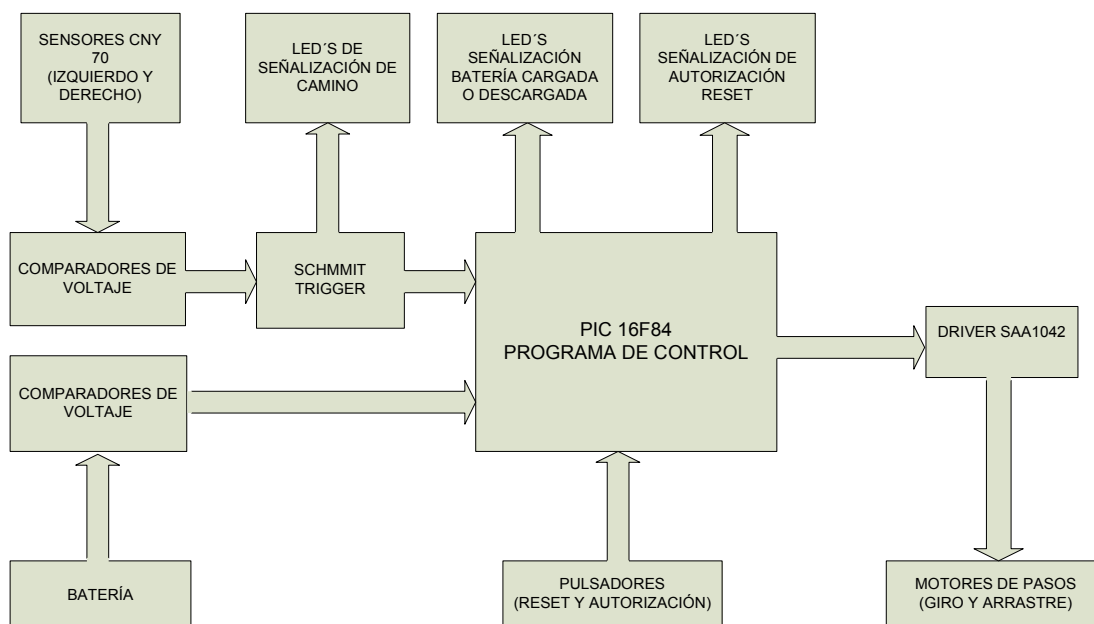 SENSORES CNY
70
(IZQUIERDO Y
DERECHO)
LED´S DE
SEÑALIZACIÓN DE
CAMINO
LED´S
SEÑALIZACIÓN
BATERÍA CARGADA
O DESCARGADA
LED´S
SEÑALIZACIÓN DE
AUTORIZACIÓN
RESET
COMPARADORES DE
VOLTAJE
SCHMMIT
TRIGGER
PIC 16F84
PROGRAMA DE CONTROL
DRIVER SAA1042
COMPARADORES DE
VOLTAJE
BATERÍA
PULSADORES
(RESET Y AUTORIZACIÓN)
MOTORES DE PASOS
(GIRO Y ARRASTRE)